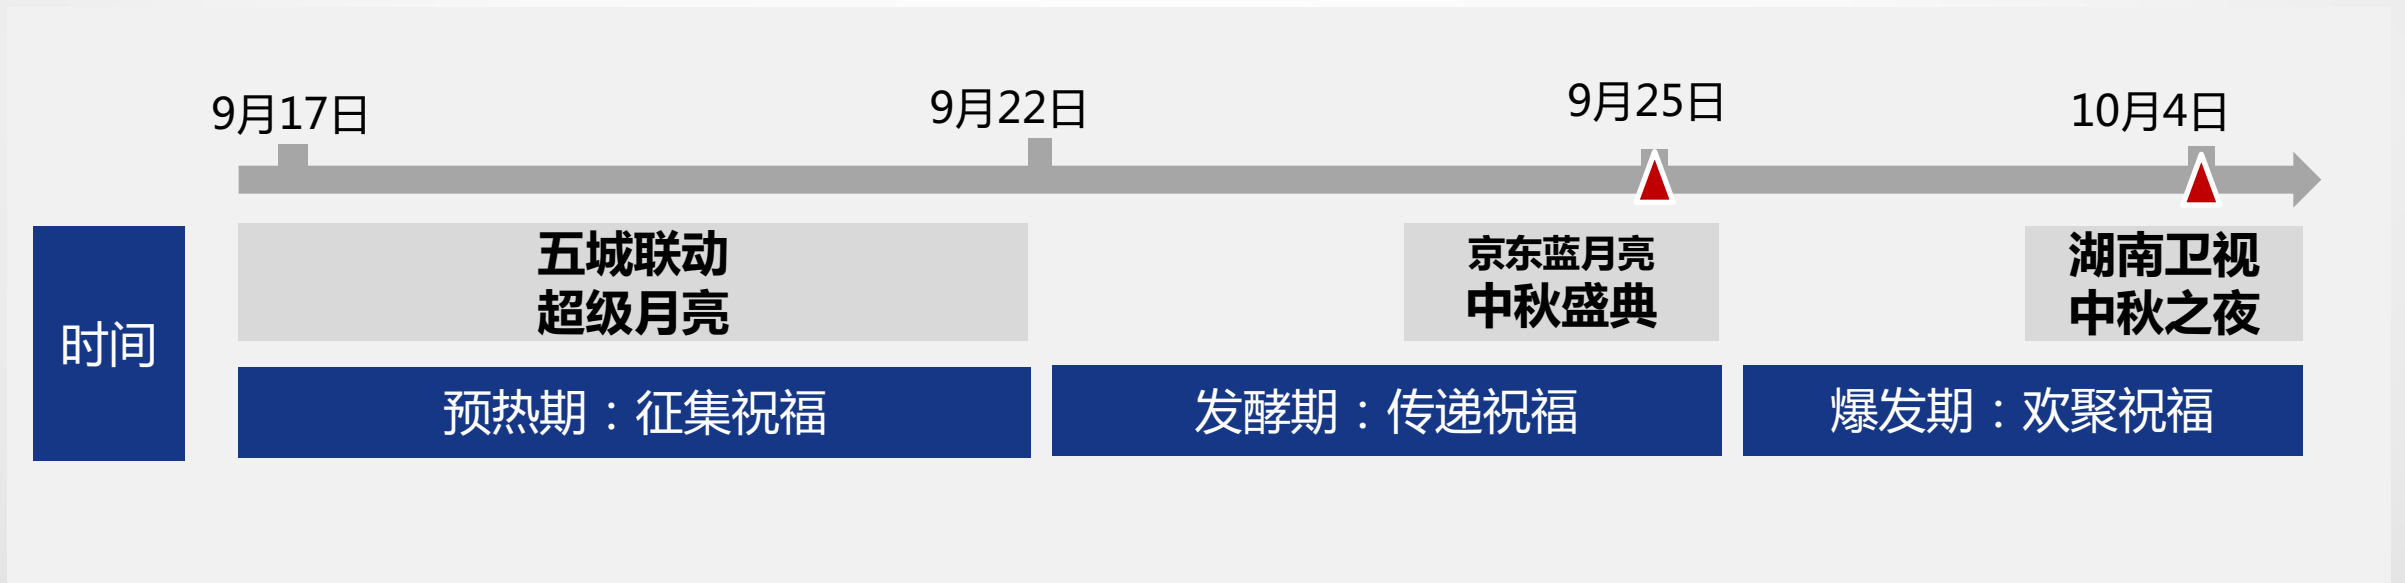 9月17日
9月22日
9月25日
10月4日
时间
五城联动
超级月亮
京东蓝月亮
中秋盛典
湖南卫视
中秋之夜
预热期：征集祝福
发酵期：传递祝福
爆发期：欢聚祝福